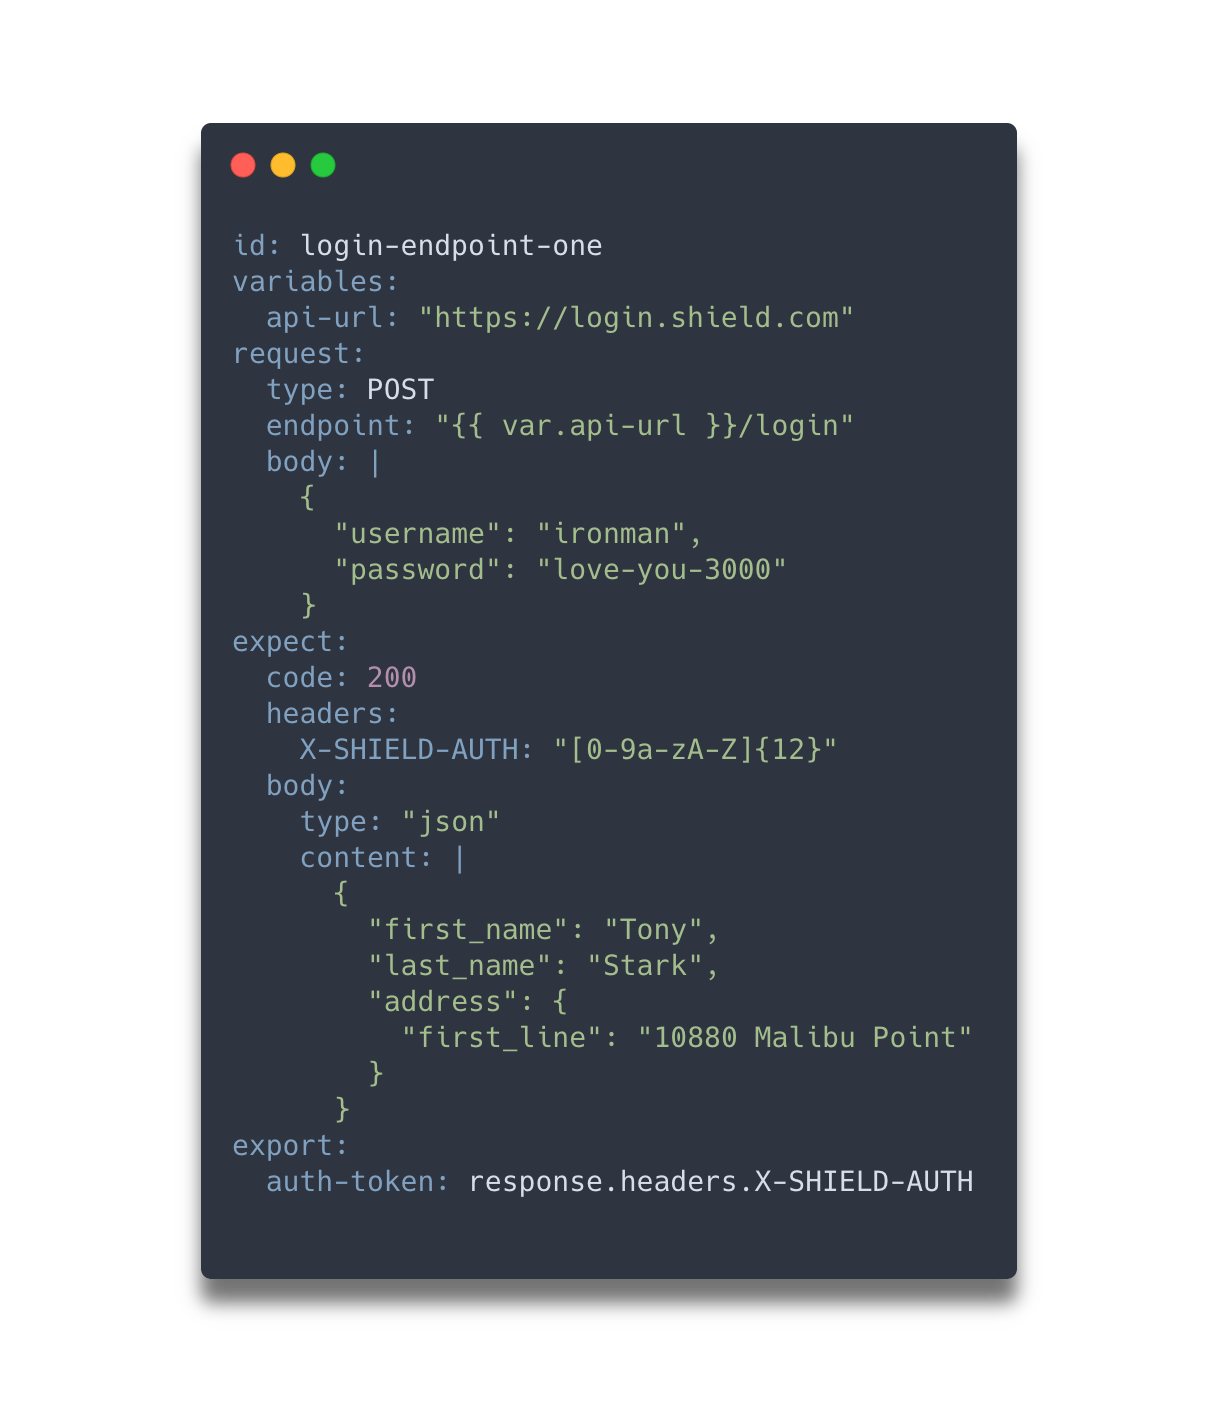 id: login-endpoint-one
variables:
  api-url: "https://login.shield.com"
request:
  type: POST
  endpoint: "{{ var.api-url }}/login"
  body: |
    {
      "username": "ironman",
      "password": "love-you-3000"
    }
expect:
  code: 200
  headers:
    X-SHIELD-AUTH: "[0-9a-zA-Z]{12}"
  body:
    type: "json"
    content: |
      {
        "first_name": "Tony",
        "last_name": "Stark",
        "address": {
          "first_line": "10880 Malibu Point"
        }
      }
export:
  auth-token: response.headers.X-SHIELD-AUTH